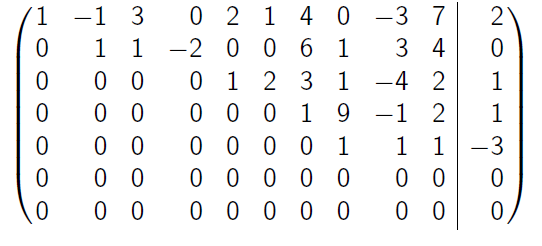 1 −1 3 0 2 1 4 0 −3 7 2
0 1 1 −2 0 0 6 1 3 4 0
0 0 0 0 1 2 3 1 −4 2 1
0 0 0 0 0 0 1 9 −1 2 1
0 0 0 0 0 0 0 1 1 1 −3
0 0 0 0 0 0 0 0 0 0 0
0 0 0 0 0 0 0 0 0 0 0